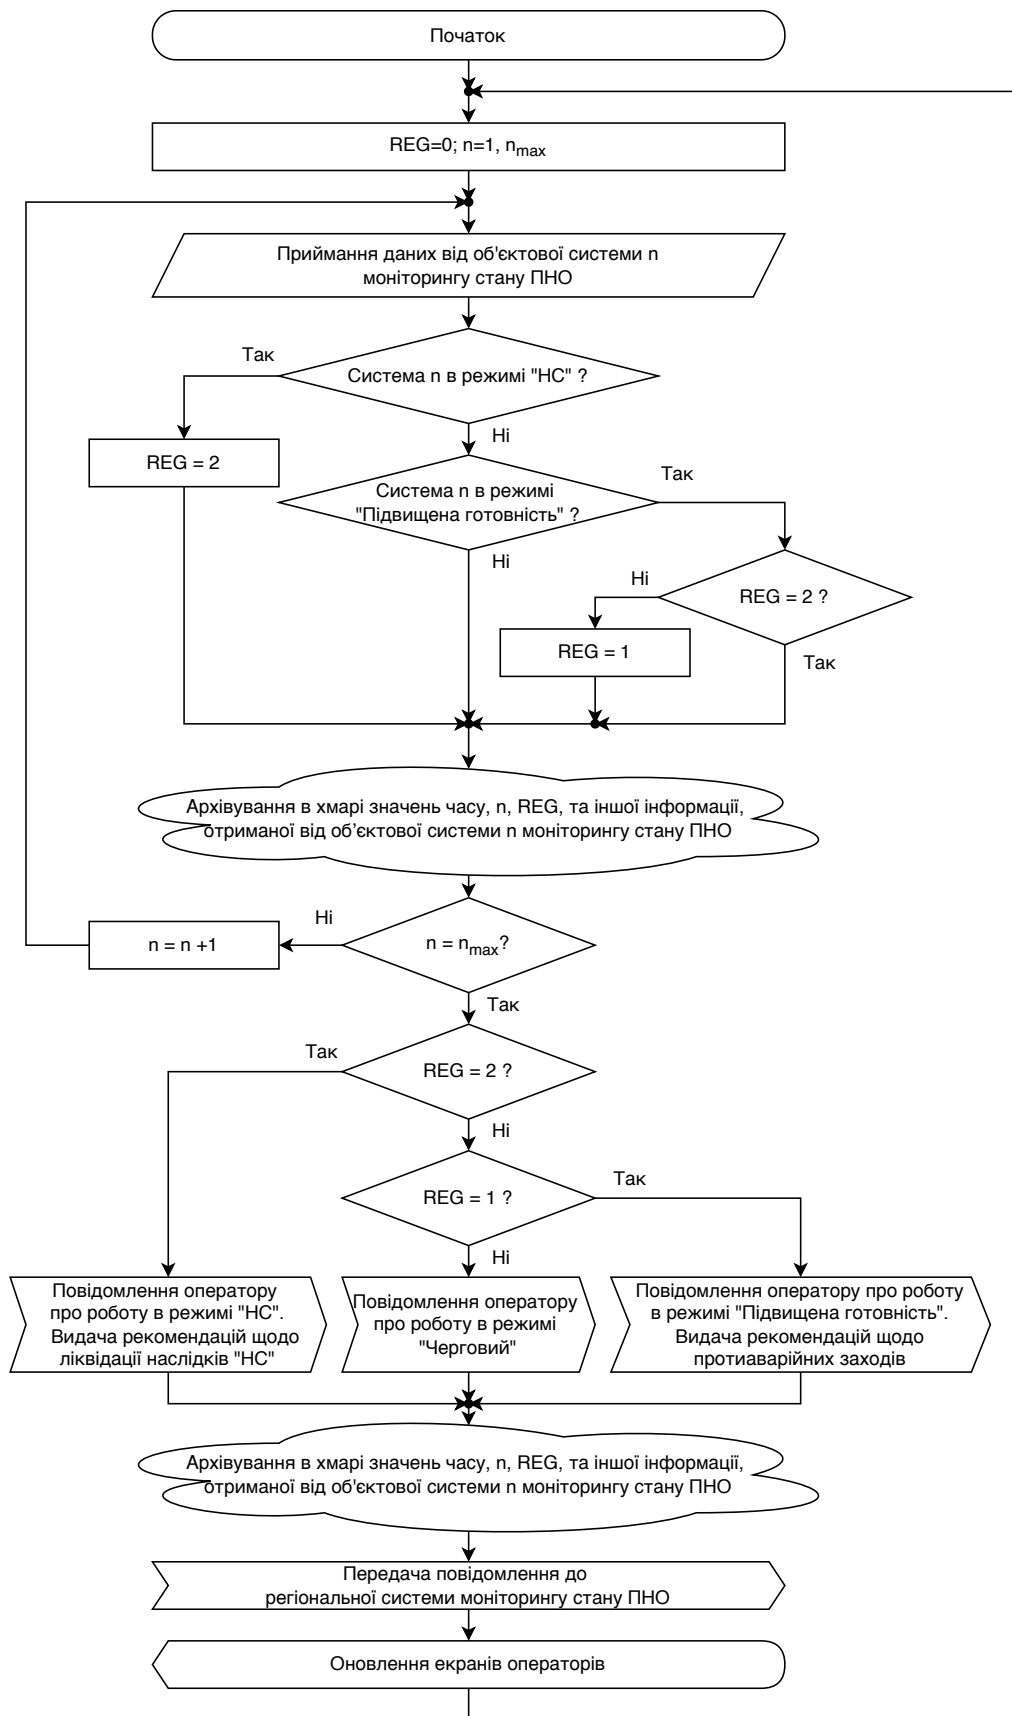 Початок
REG=0; n=1, nmax
Приймання даних від об'єктової системи n
моніторингу стану ПНО
Так
Система n в режимі "НС" ?
Ні
REG = 2
Так
Система n в режимі
"Підвищена готовність" ?
Ні
Ні
REG = 2 ?
REG = 1
Так
Архівування в хмарі значень часу, n, REG, та іншої інформації,
отриманої від об’єктової системи n моніторингу стану ПНО
Ні
n = n +1
n = nmax?
Так
Так
REG = 2 ?
Ні
Так
REG = 1 ?
Ні
Повідомлення оператору
про роботу в режимі "НС".
Видача рекомендацій щодо
ліквідації наслідків "НС"
Повідомлення оператору
про роботу в режимі
"Черговий"
Повідомлення оператору про роботу
в режимі "Підвищена готовність".
Видача рекомендацій щодо
протиаварійних заходів
Архівування в хмарі значень часу, n, REG, та іншої інформації,
отриманої від об'єктової системи n моніторингу стану ПНО
Передача повідомлення до
регіональної системи моніторингу стану ПНО
Оновлення екранів операторів